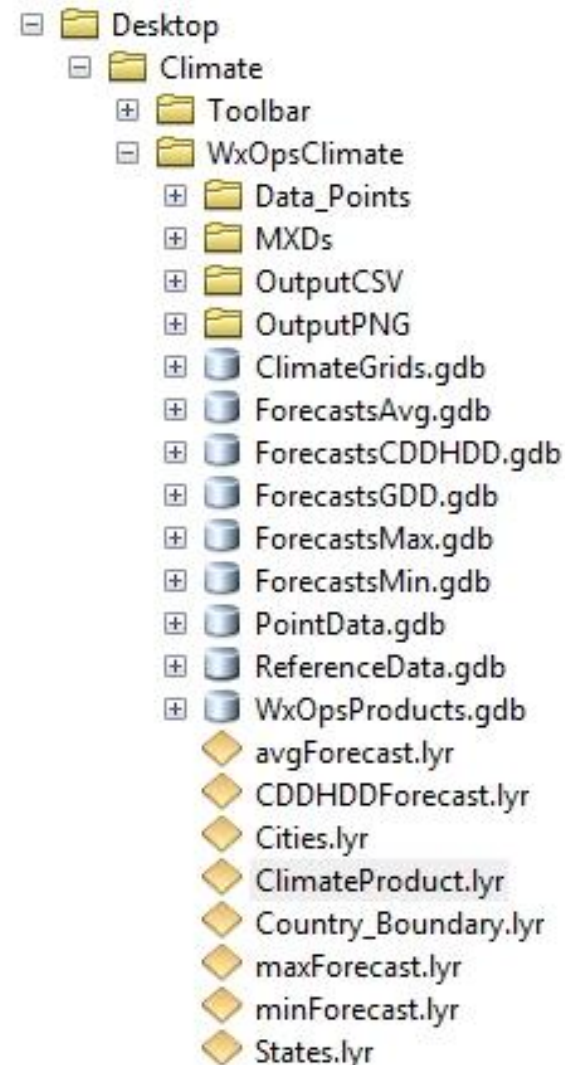 Desktop
Climate
Toolbar
WxOpsClimate
Data_Points
MXDs
OutputCSV
OutputPNG
ClimateGrids.gdb
ForecastsAvg.gdb
ForecastsCDDHDD.gdb
ForecastsGDD.gdb
ForecastsMax.gdb
ForecastsMin.gdb
PointData.gdb
ReferenceData.gdb
WxOpsProducts.gdb
avgForecast.lyr
CDDHDDForecast.lyr
Cities.lyr
ClimateProduct.lyr
Country_Boundary.lyr
maxForecast.lyr
minForecast.lyr
States.lyr